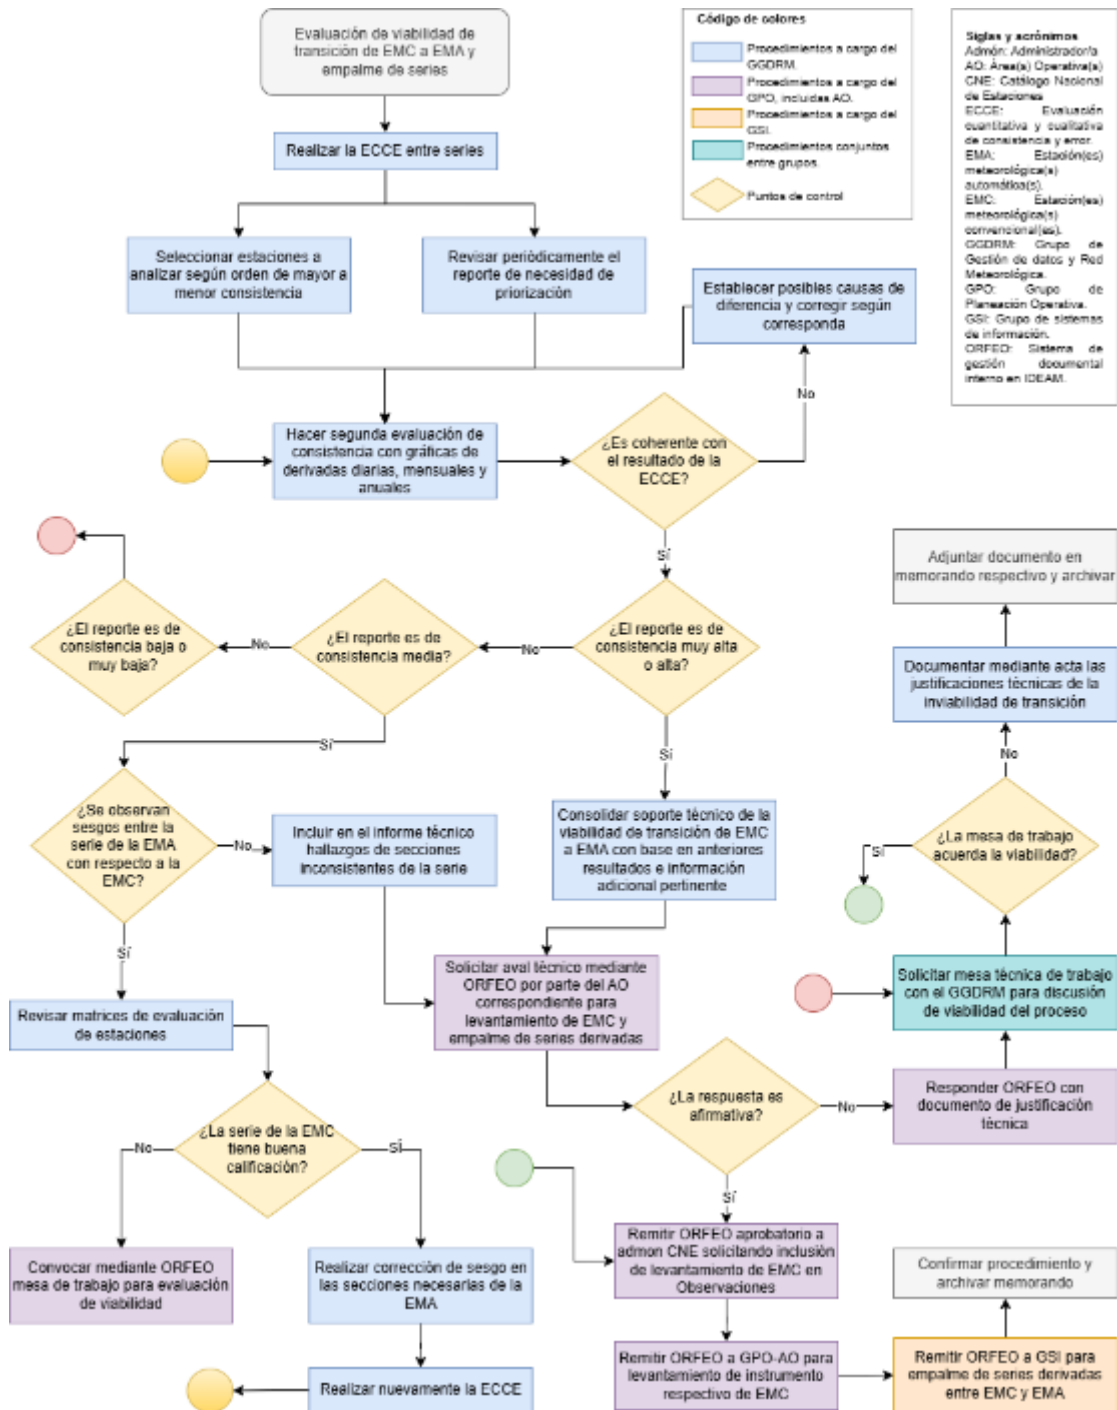 Evaluación de viabilidad de
transición de EMC a EMA y
empalme de series
Código de colores
Procedimientos a cargo del
GGDRM.
Procedimientos a cargo del
GPO, incluidas AO.
Procedimientos a cargo del
GSI.
Procedimientos conjuntos
entre grupos.
Puntos de control
Siglas y acrónimos
Admón: Administrador/a
AO: Área(s) Operativa(s)
CNE: Catálogo Nacional
de Estaciones
ECCE: Evaluación
cuantitativa y cualitativa
de consistencia y error.
EMA: Estación(es)
meteorológica(s)
automática(s).
EMC: Estación(es)
meteorológica(s)
convencional(es).
GGDRM: Grupo de
Gestión de datos y Red
Meteorológica.
GPO: Grupo de
Planeación Operativa.
GSI: Grupo de sistemas
de información.
ORFEO: Sistema de
gestión documental
interno en IDEAM.
Realizar la ECCE entre series
Seleccionar estaciones a
analizar según orden de mayor a
menor consistencia
Revisar periódicamente el
reporte de necesidad de
priorización
Establecer posibles causas de
diferencia y corregir según
corresponda
No
Hacer segunda evaluación de
consistencia con gráficas de
derivadas diarias, mensuales y
anuales
¿Es coherente con
el resultado de la
ECCE?
Sí
Adjuntar documento en
memorando respectivo y archivar
¿El reporte es de
consistencia baja o
muy baja?
No
¿El reporte es de
consistencia media?
No
¿El reporte es de
consistencia muy alta
o alta?
Documentar mediante acta las
justificaciones técnicas de la
inviabilidad de transición
Sí
Sí
No
¿Se observan
sesgos entre la
serie de la EMA
con respecto a la
EMC?
No
Incluir en el informe técnico
hallazgos de secciones
inconsistentes de la serie
Consolidar soporte técnico de la
viabilidad de transición de EMC
a EMA con base en anteriores
resultados e información
adicional pertinente
¿La mesa de trabajo
acuerda la viabilidad?
Sí
Sí
Solicitar aval técnico mediante
ORFEO por parte del AO
correspondiente para
levantamiento de EMC y
empalme de series derivadas
Solicitar mesa técnica de trabajo
con el GGDRM para discusión
de viabilidad del proceso
Revisar matrices de evaluación
de estaciones
¿La respuesta es
afirmativa?
No
Responder ORFEO con
documento de justificación
técnica
No
¿La serie de la EMC
tiene buena
calificación?
Sí
Sí
Convocar mediante ORFEO
mesa de trabajo para evaluación
de viabilidad
Realizar corrección de sesgo en
las secciones necesarias de la
EMA
Remitir ORFEO aprobatorio a
admon CNE solicitando inclusión
de levantamiento de EMC en
Observaciones
Confirmar procedimiento y
archivar memorando
Realizar nuevamente la ECCE
Remitir ORFEO a GPO-AO para
levantamiento de instrumento
respectivo de EMC
Remitir ORFEO a GSI para
empalme de series derivadas
entre EMC y EMA